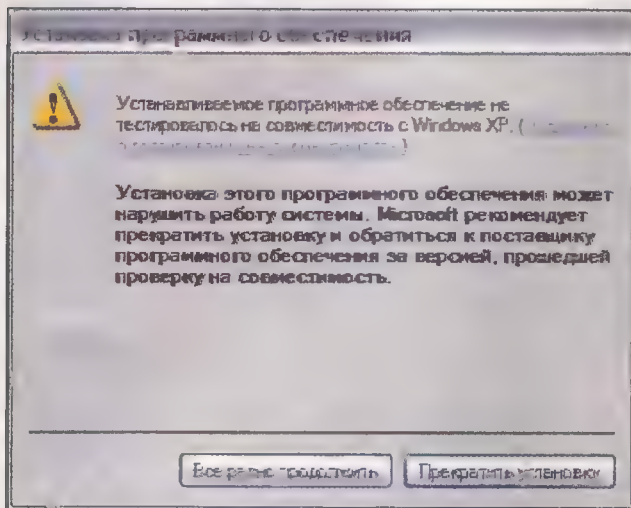 Установка программного обеспечения
Устанавливаемое программное обеспечение не
тестировалось на совместимость с Windows XP. (
)
Установка этого программного обеспечения может
нарушить работу системы. Microsoft рекомендует
прекратить установку и обратиться к поставщику
программного обеспечения за версией, прошедшей
проверку на совместимость.
Все равно продолжить
Прекратить установку